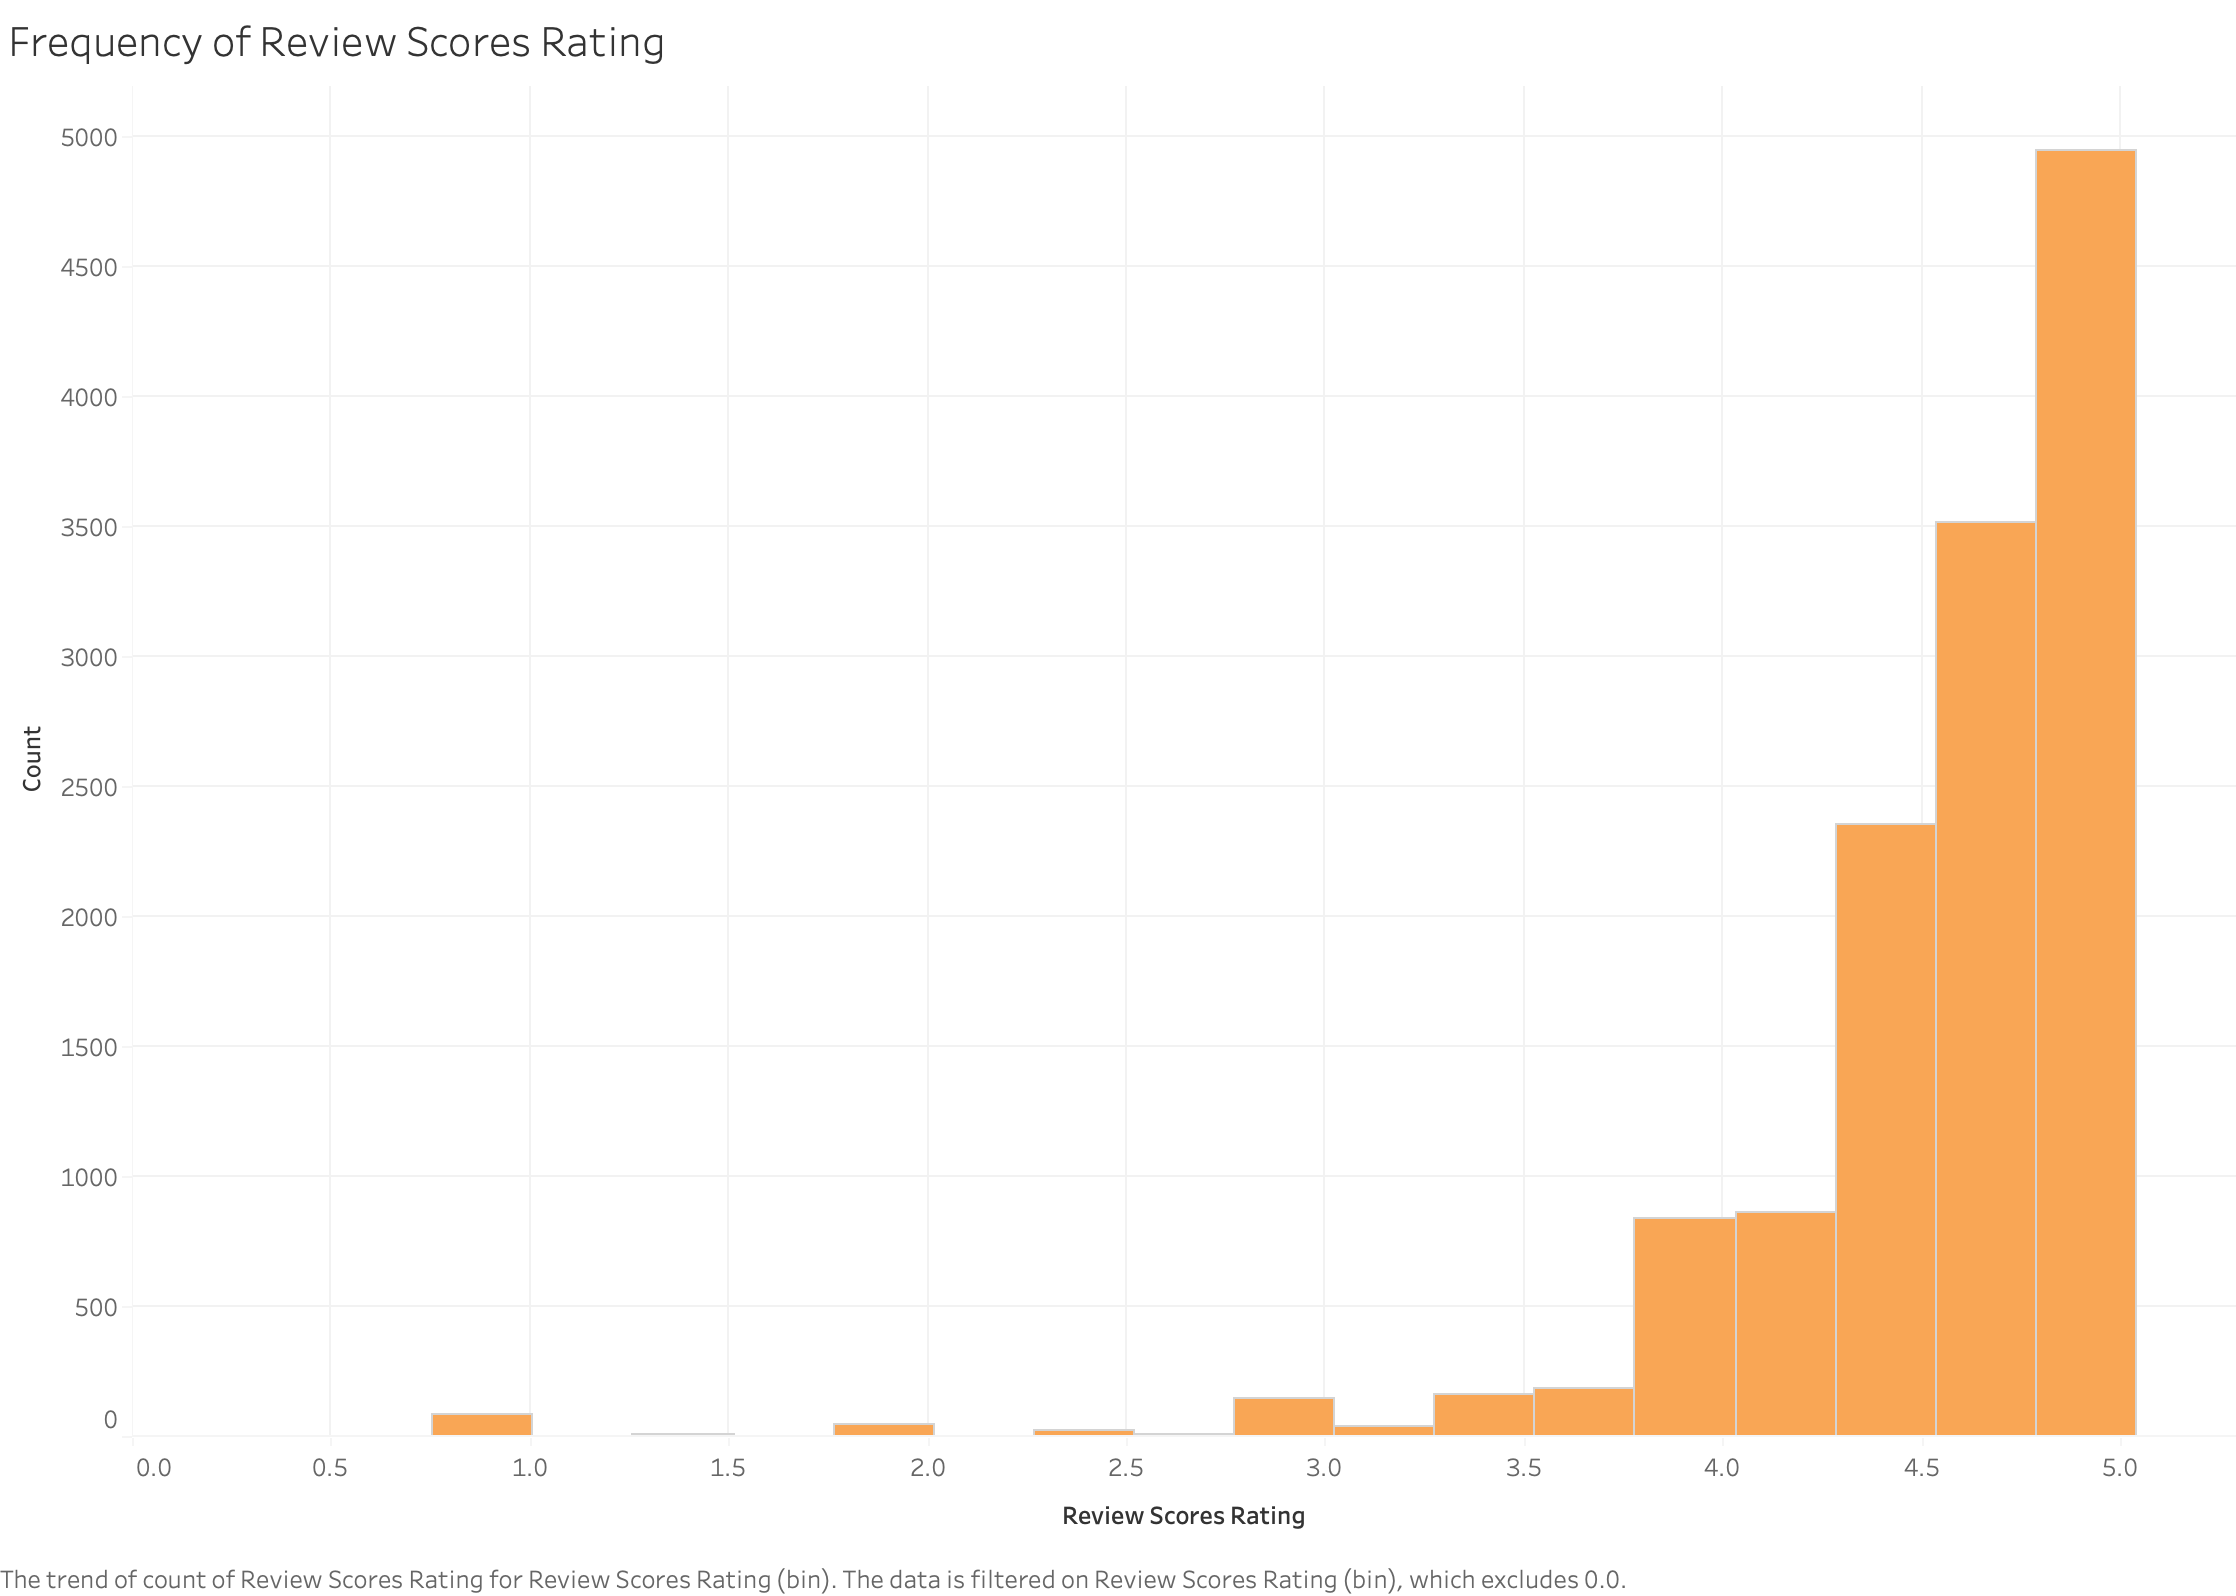 Frequency of Review Scores Rating
5000
4500
4000
3500
3000
2500
2000
1500
1000
500
0
Count
0.0 0.5 1.0 1.5 2.0 2.5 3.0 3.5 4.0 4.5 5.0
Review Scores Rating
The trend of count of Review Scores Rating for Review Scores Rating (bin). The data is filtered on Review Scores Rating (bin), which excludes 0.0.